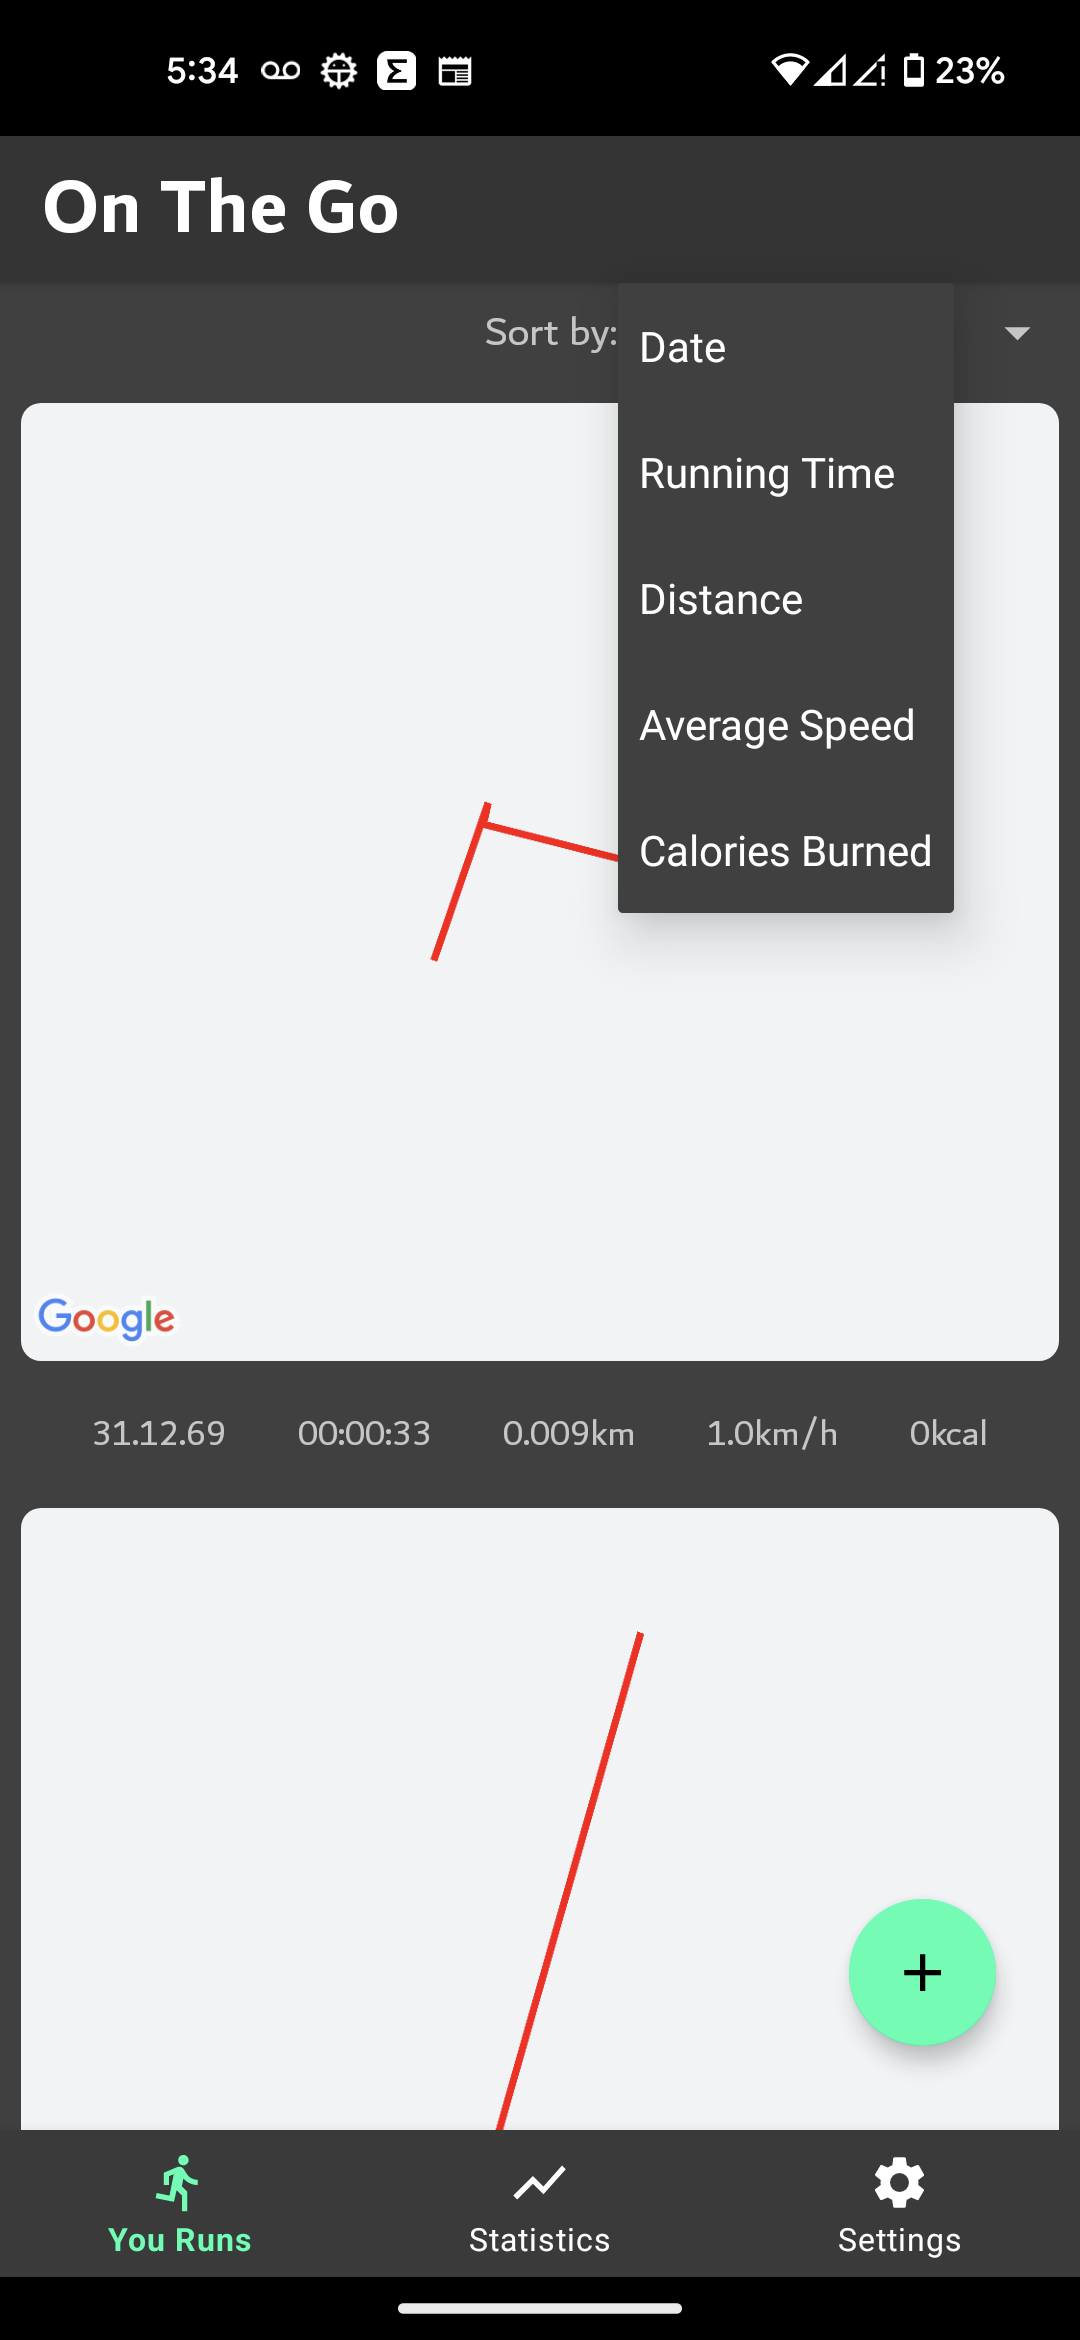 5:34
23%
On The Go
Sort by:
Date
Running Time
Distance
Average Speed
Calories Burned
Google
31.12.69 00:00:33 0.009km 1.0km/h 0kcal
You Runs Statistics Settings